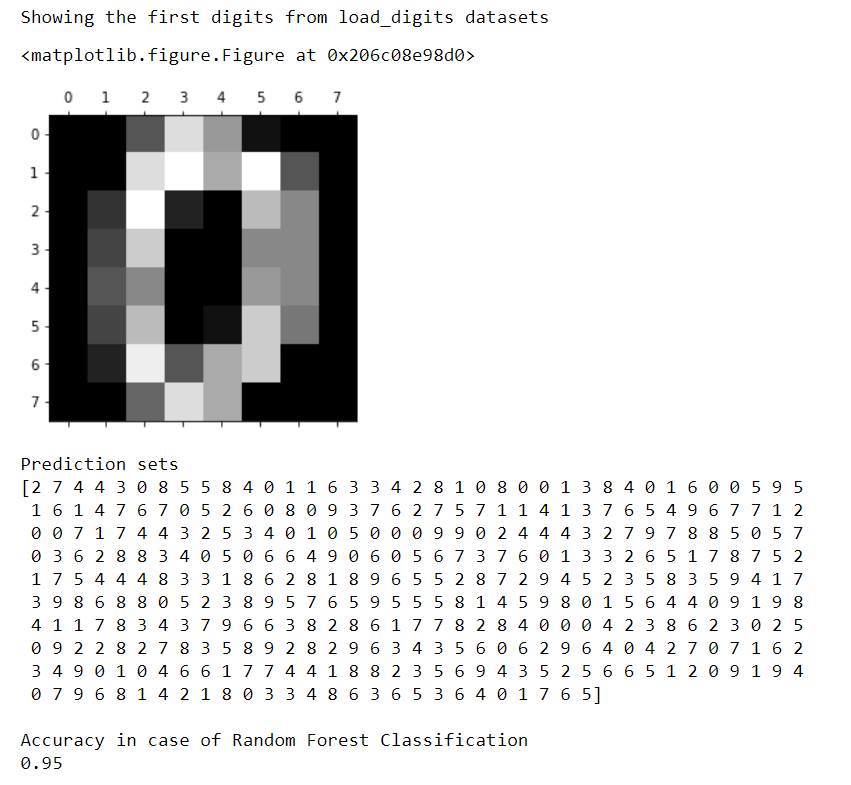 Showing the first digits from load_digits datasets
<matplotlib.figure.Figure at 0x206c08e98d0>
0 1 2 3 4 5 6 7
0
1
2
3
4
5
6
7
Prediction sets
[2 7 4 4 3 0 8 5 5 8 4 0 1 1 6 3 3 4 2 8 1 0 8 0 0 1 3 8 4 0 1 6 0 0 5 9 5
1 6 1 4 7 6 7 0 5 2 6 0 8 0 9 3 7 6 2 7 5 7 1 1 4 1 3 7 6 5 4 9 6 7 7 1 2
0 0 7 1 7 4 4 3 2 5 3 4 0 1 0 5 0 0 0 9 9 0 2 4 4 4 3 2 7 9 7 8 8 5 0 5 7
0 3 6 2 8 8 3 4 0 5 0 6 6 4 9 0 6 0 5 6 7 3 7 6 0 1 3 3 2 6 5 1 7 8 7 5 2
1 7 5 4 4 4 8 3 3 1 8 6 2 8 1 8 9 6 5 5 2 8 7 2 9 4 5 2 3 5 8 3 5 9 4 1 7
3 9 8 6 8 8 0 5 2 3 8 9 5 7 6 5 9 5 5 5 8 1 4 5 9 8 0 1 5 6 4 4 0 9 1 9 8
4 1 1 7 8 3 4 3 7 9 6 6 3 8 2 8 6 1 7 7 8 2 8 4 0 0 0 4 2 3 8 6 2 3 0 2 5
0 9 2 2 8 2 7 8 3 5 8 9 2 8 2 9 6 3 4 3 5 6 0 6 2 9 6 4 0 4 2 7 0 7 1 6 2
3 4 9 0 1 0 4 6 6 1 7 7 4 4 1 8 8 2 3 5 6 9 4 3 5 2 5 6 6 5 1 2 0 9 1 9 4
0 7 9 6 8 1 4 2 1 8 0 3 3 4 8 6 3 6 5 3 6 4 0 1 7 6 5]
Accuracy in case of Random Forest Classification
0.95